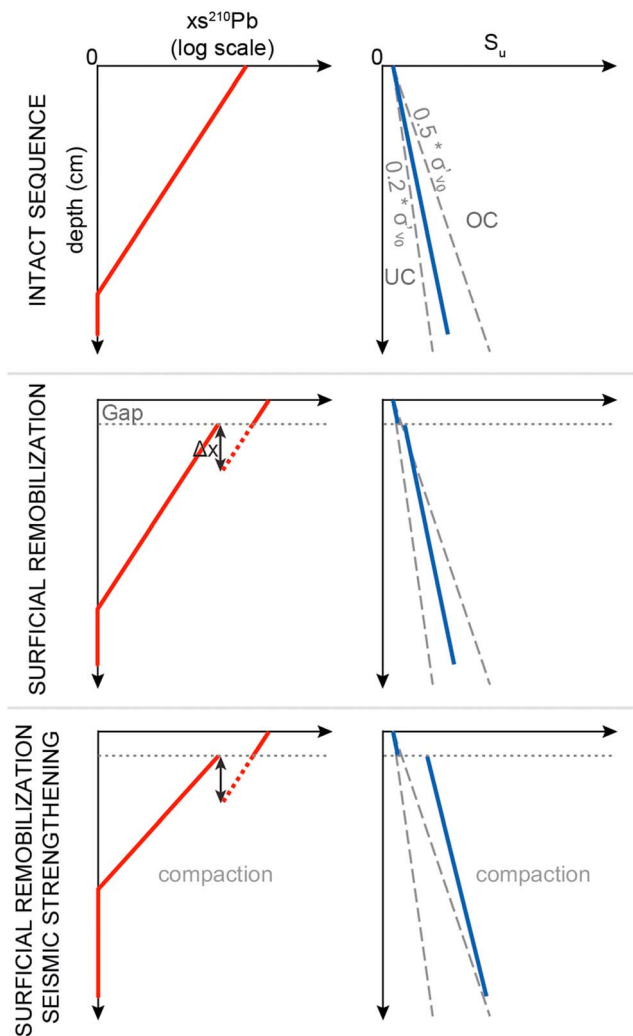 xs²¹⁰Pb
(log scale)
0
depth (cm)
INTACT SEQUENCE
0
Sᵤ
0.5 * σ'ᵥ₀
0.2 * σ'ᵥ₀
OC
UC
SURFICIAL REMOBILIZATION
Gap
Δx
SURFICIAL REMOBILIZATION
SEISMIC STRENGTHENING
compaction
compaction